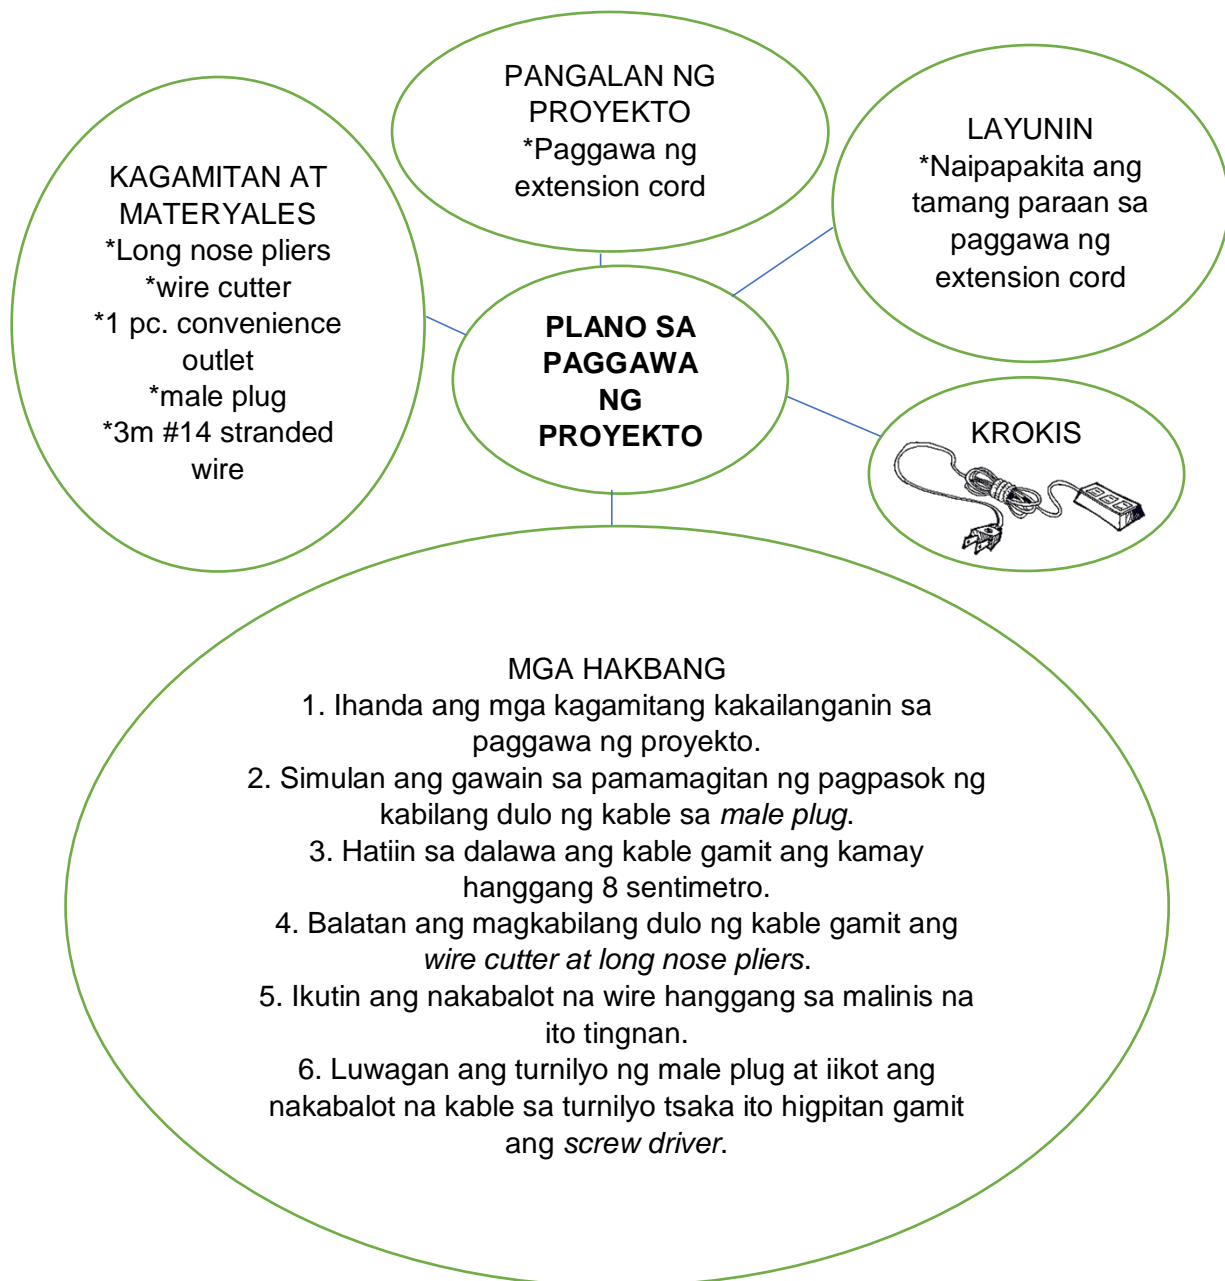 PANGALAN NG
PROYEKTO
*Paggawa ng
extension cord
LAYUNIN
*Naipapakita ang
tamang paraan sa
paggawa ng
extension cord
KAGAMITAN AT
MATERYALES
*Long nose pliers
*wire cutter
*1 pc. convenience
outlet
*male plug
*3m #14 stranded
wire
PLANO SA
PAGGAWA
NG
PROYEKTO
KROKIS
MGA HAKBANG
1. Ihanda ang mga kagamitang kakailanganin sa
paggawa ng proyekto.
2. Simulan ang gawain sa pamamagitan ng pagpasok ng
kabilang dulo ng kable sa male plug.
3. Hatiin sa dalawa ang kable gamit ang kamay
hanggang 8 sentimetro.
4. Balatan ang magkabilang dulo ng kable gamit ang
wire cutter at long nose pliers.
5. Ikutin ang nakabalot na wire hanggang sa malinis na
ito tingnan.
6. Luwagan ang turnilyo ng male plug at iikot ang
nakabalot na kable sa turnilyo tsaka ito higpitan gamit
ang screw driver.